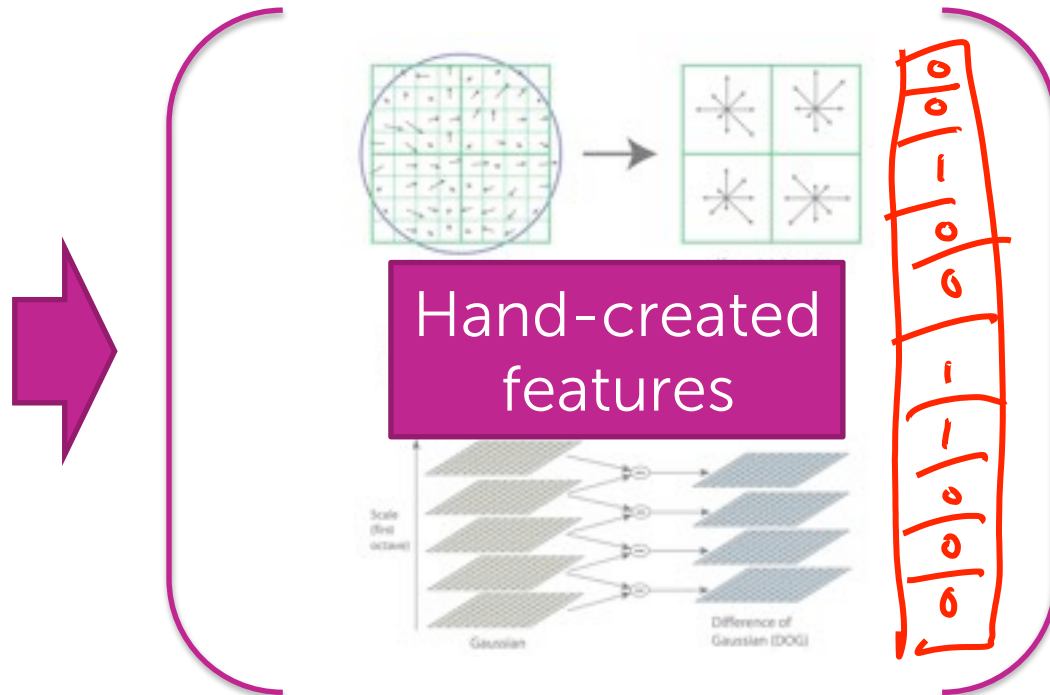 Hand-created
features
Scale
(first
octave)
Gaussian
Difference of
Gaussian (DOG)
0
0
1
0
0
1
1
0
0
0